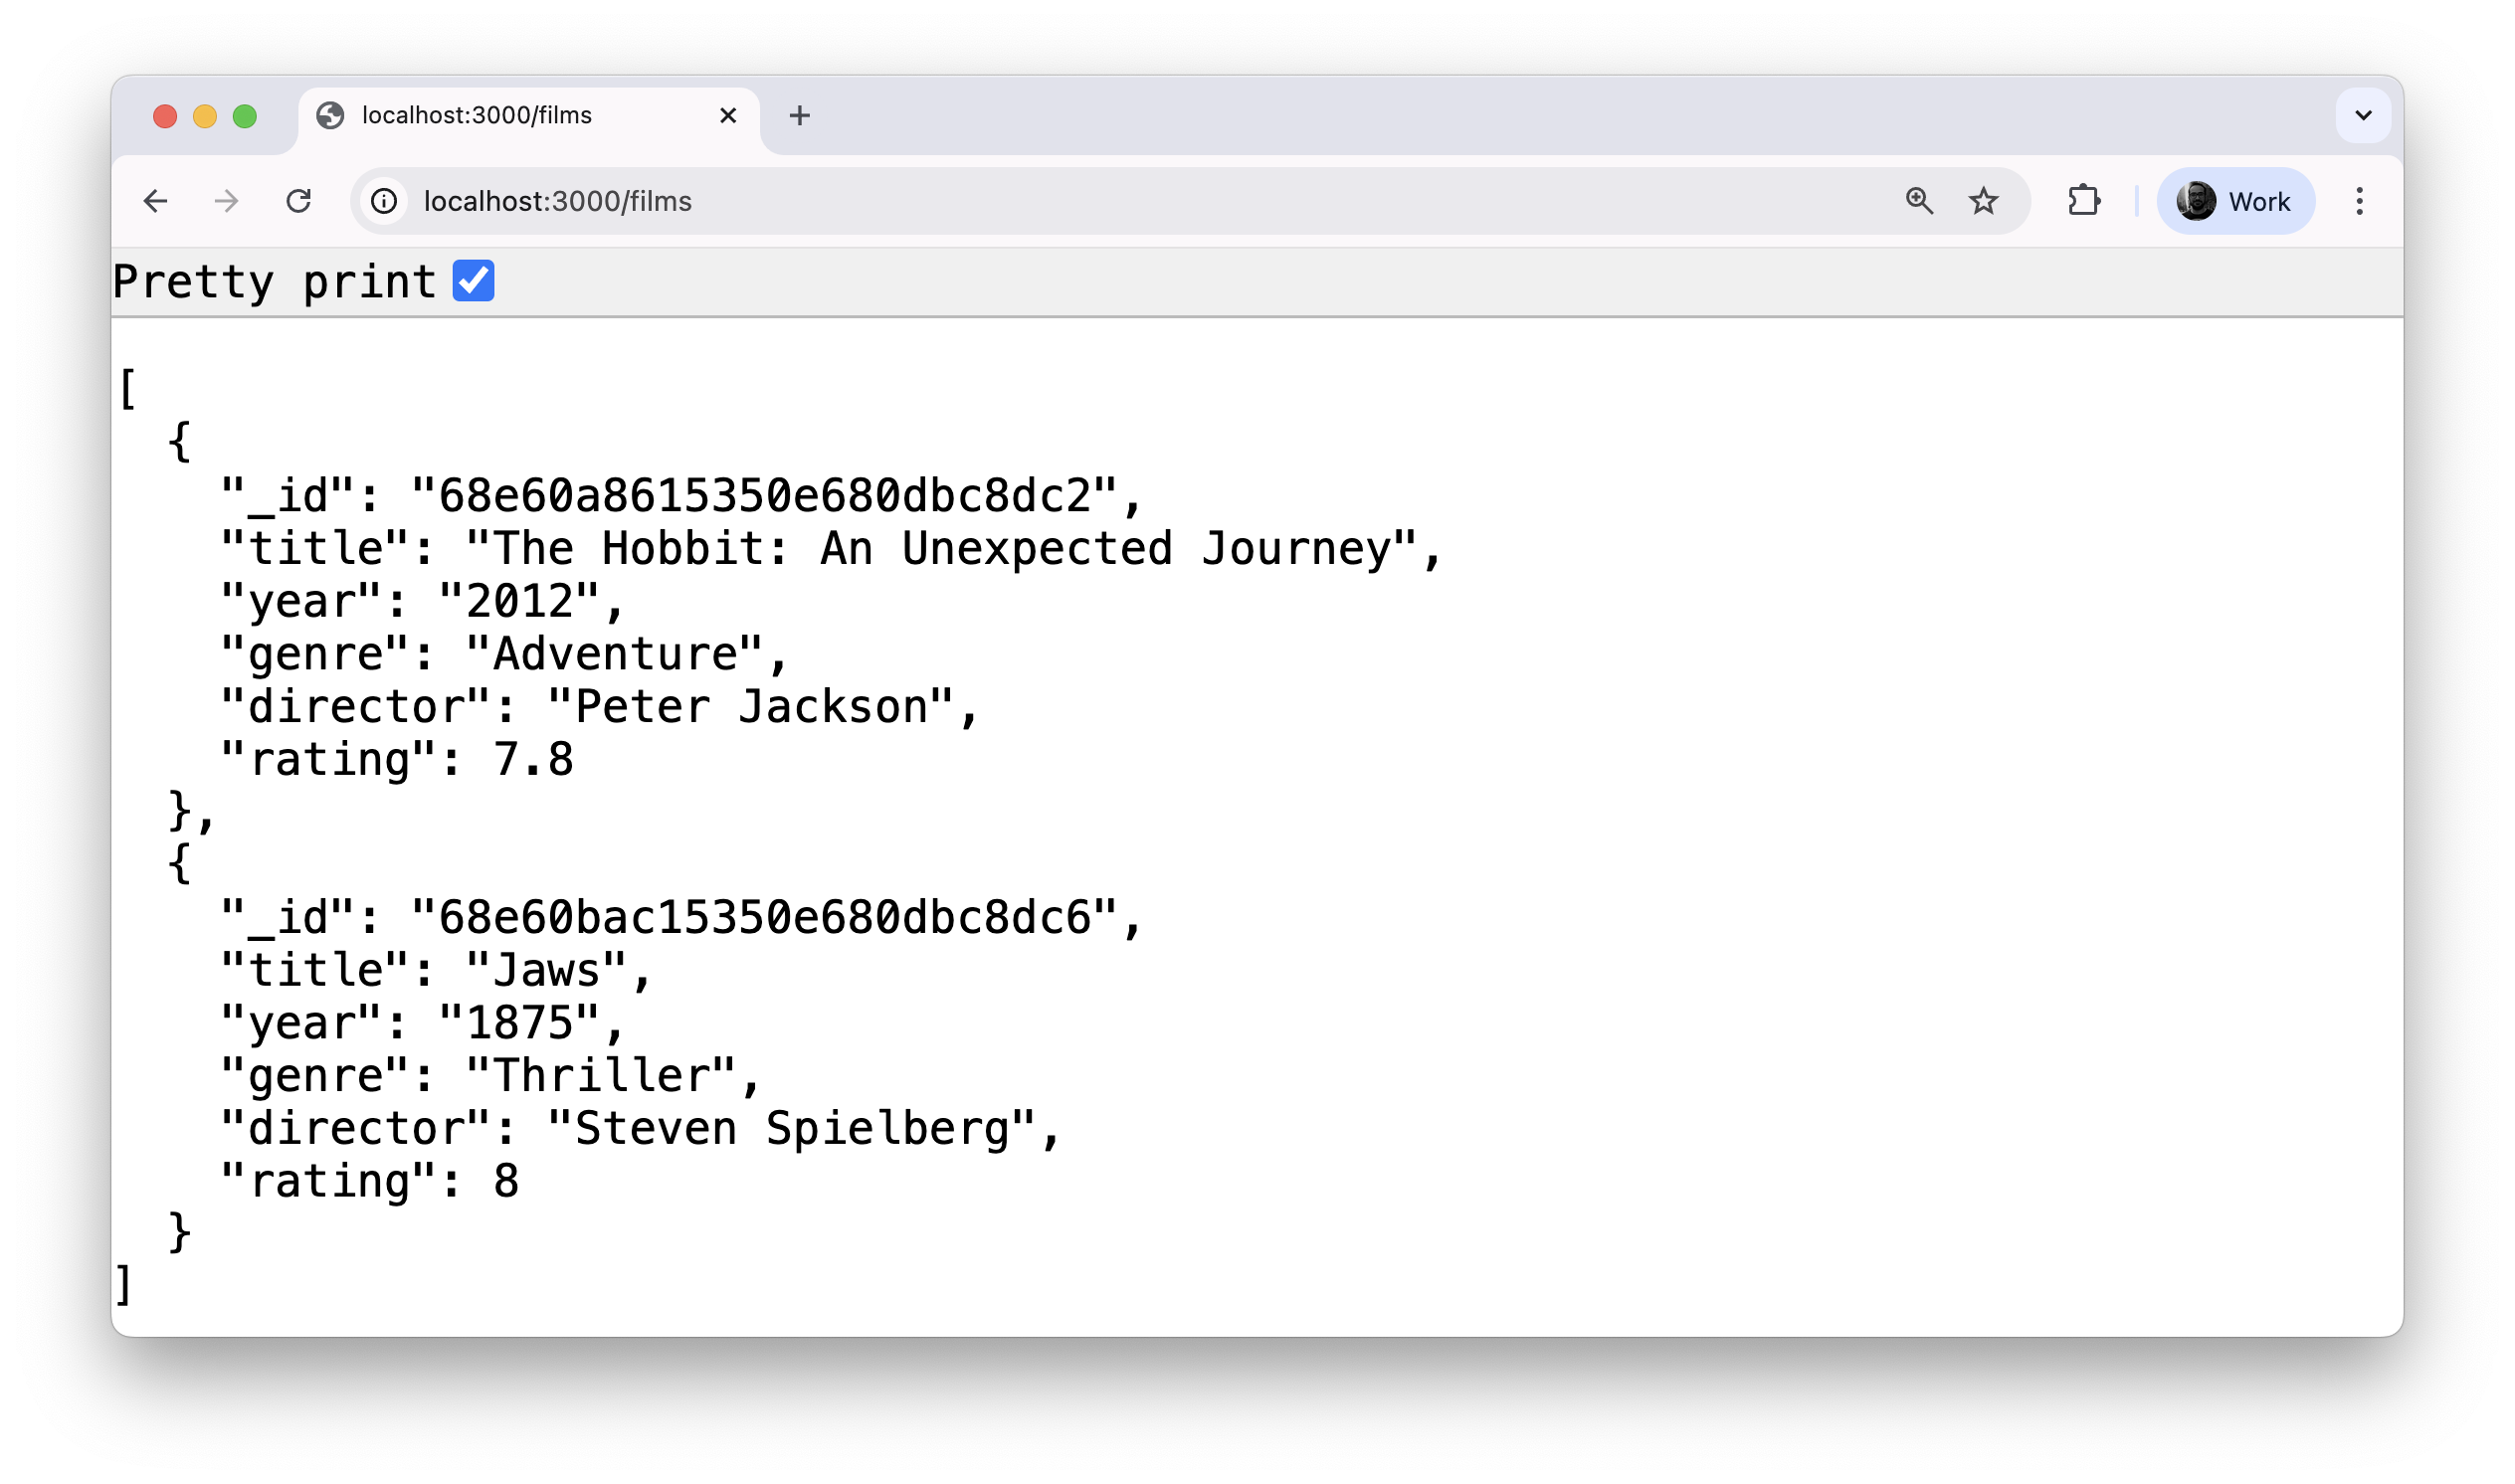 localhost:3000/films
localhost:3000/films
Work
Pretty print
[
  {
    "_id": "68e60a8615350e680dbc8dc2",
    "title": "The Hobbit: An Unexpected Journey",
    "year": "2012",
    "genre": "Adventure",
    "director": "Peter Jackson",
    "rating": 7.8
  },
  {
    "_id": "68e60bac15350e680dbc8dc6",
    "title": "Jaws",
    "year": "1875",
    "genre": "Thriller",
    "director": "Steven Spielberg",
    "rating": 8
  }
]